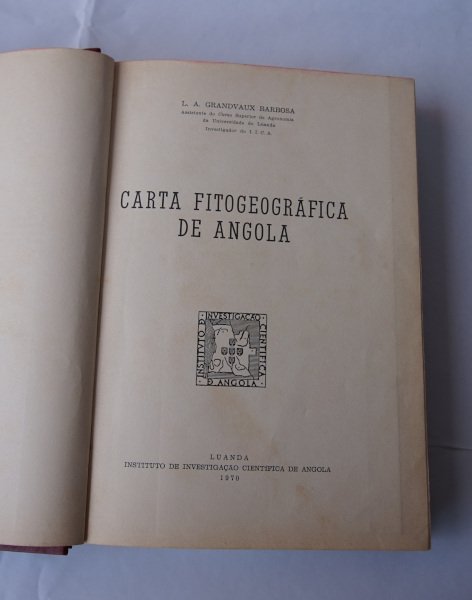 L. A. GRANDVAUX BARBOSA
Assistente do Curso Superior de Agronomia
da Universidade de Luanda
Investigador do I. I. C. A.
CARTA FITOGEOGRÁFICA
DE ANGOLA
INSTITUTO D INVESTIGAÇÃO CIENTÍFICA
D ANGOLA
LUANDA
INSTITUTO DE INVESTIGAÇÃO CIENTÍFICA DE ANGOLA
1970